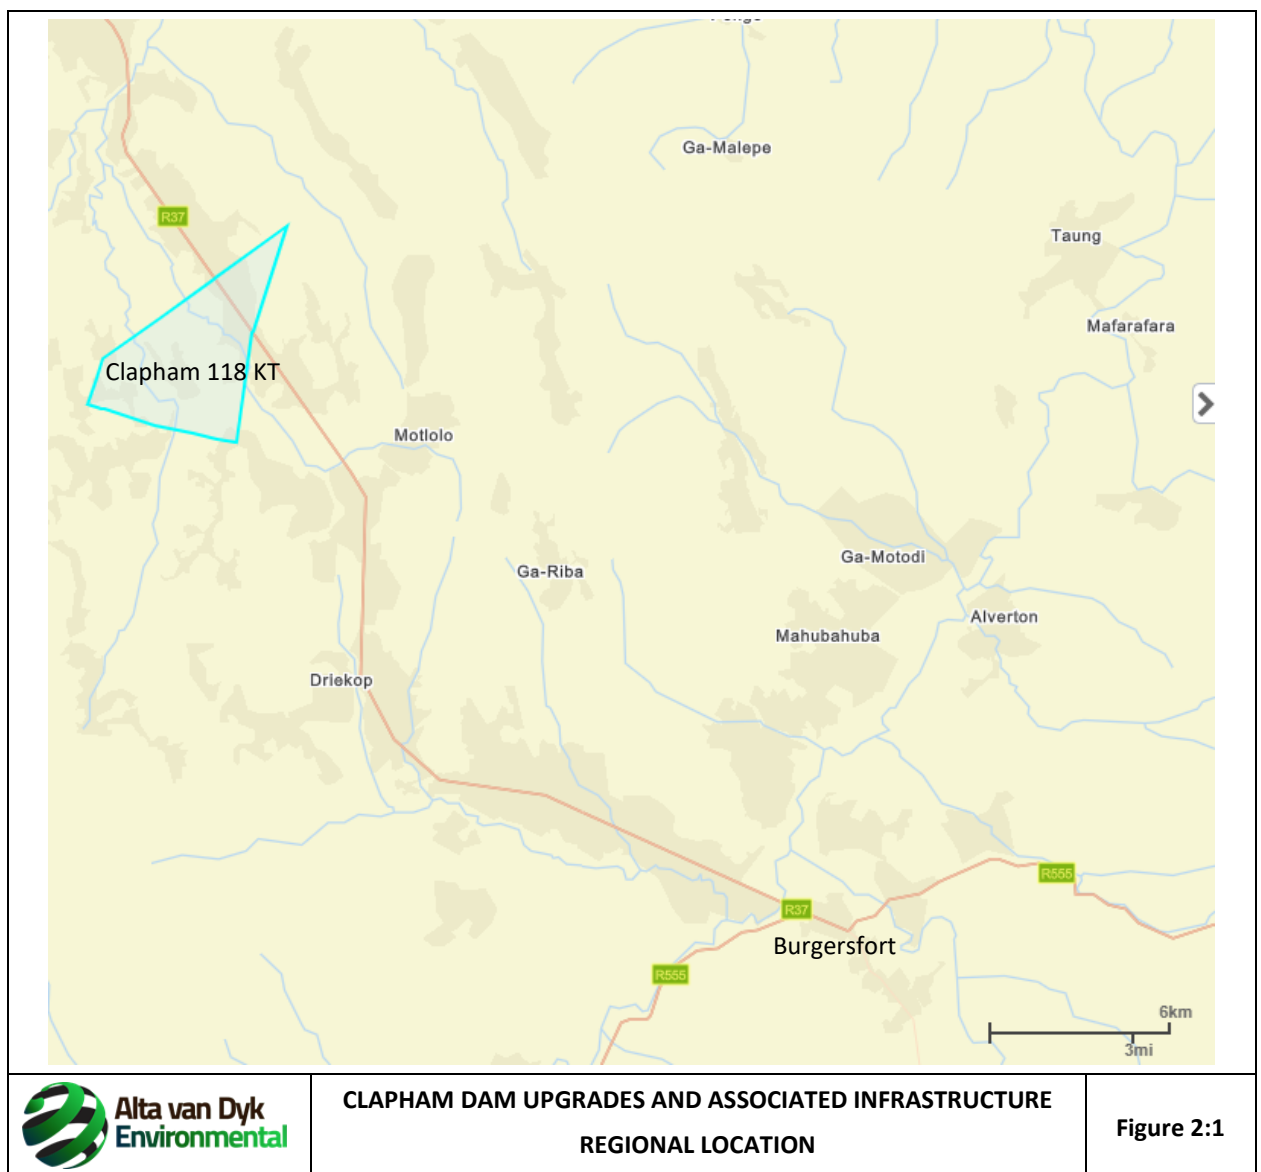 Ga-Malepe
R37
Taung
Mafarafara
Clapham 118 KT
Motlolo
Ga-Motodi
Ga-Riba
Alverton
Mahubahuba
Driekop
R555
R37
Burgersfort
R555
6km
3mi
Alta van Dyk
Environmental
CLAPHAM DAM UPGRADES AND ASSOCIATED INFRASTRUCTURE
REGIONAL LOCATION
Figure 2:1